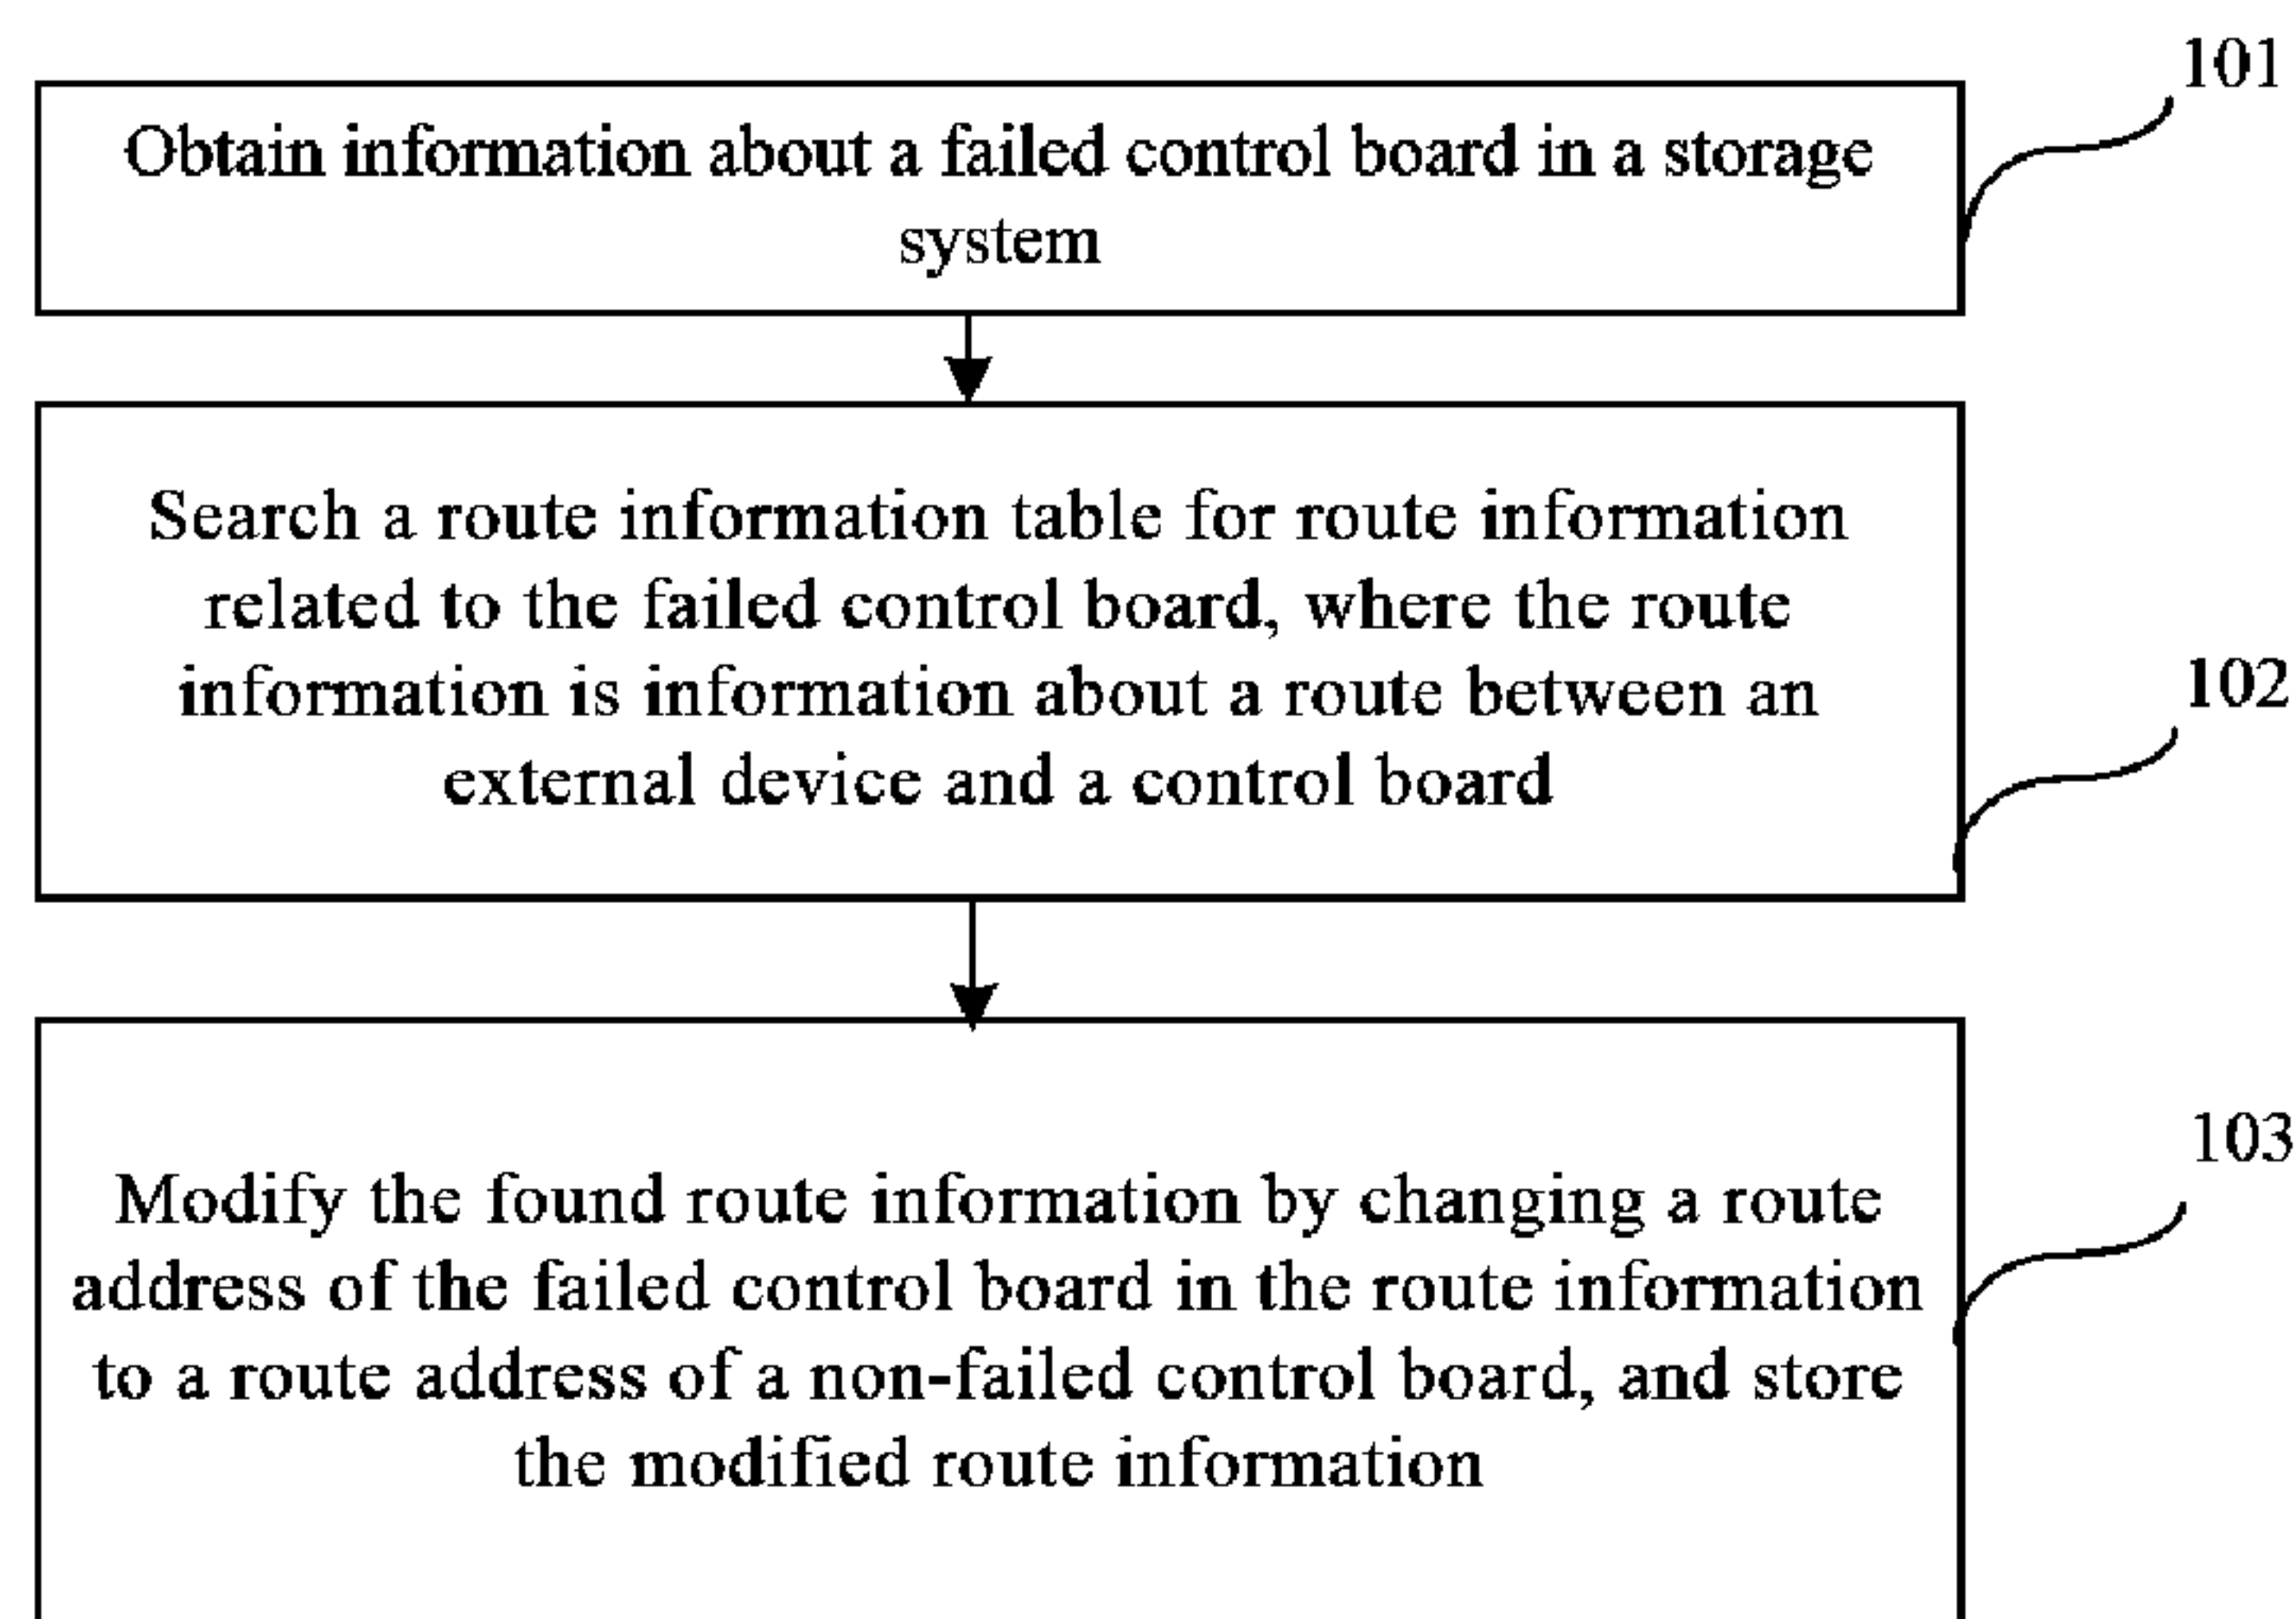 101
Obtain information about a failed control board in a storage
system
Search a route information table for route information
related to the failed control board, where the route
information is information about a route between an
external device and a control board
102
Modify the found route information by changing a route
address of the failed control board in the route information
to a route address of a non-failed control board, and store
the modified route information
103